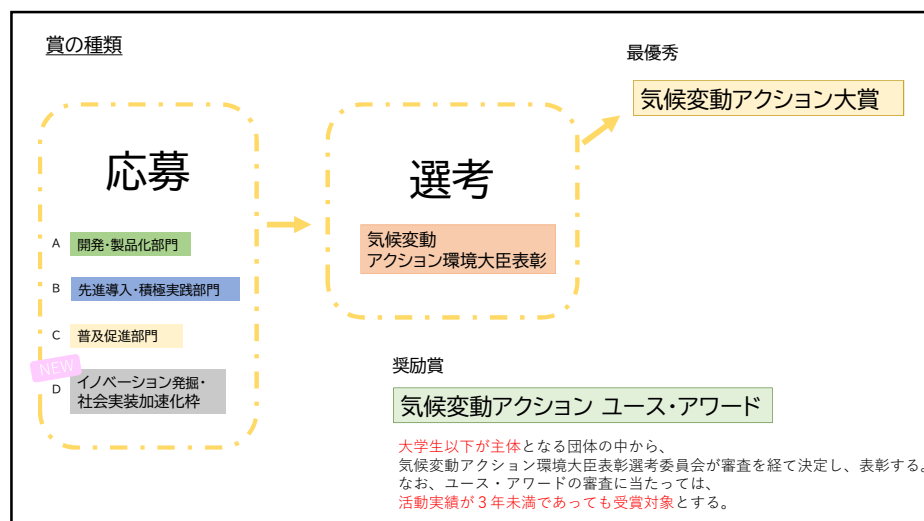 賞の種類
応募
A 開発・製品化部門
B 先進導入・積極実践部門
C 普及促進部門
NEW
D イノベーション発掘・
社会実装加速化枠
選考
気候変動
アクション環境大臣表彰
最優秀
気候変動アクション大賞
奨励賞
気候変動アクション ユース・アワード
大学生以下が主体となる団体の中から、
気候変動アクション環境大臣表彰選考委員会が審査を経て決定し、表彰する。
なお、ユース・アワードの審査に当たっては、
活動実績が3年未満であっても受賞対象とする。